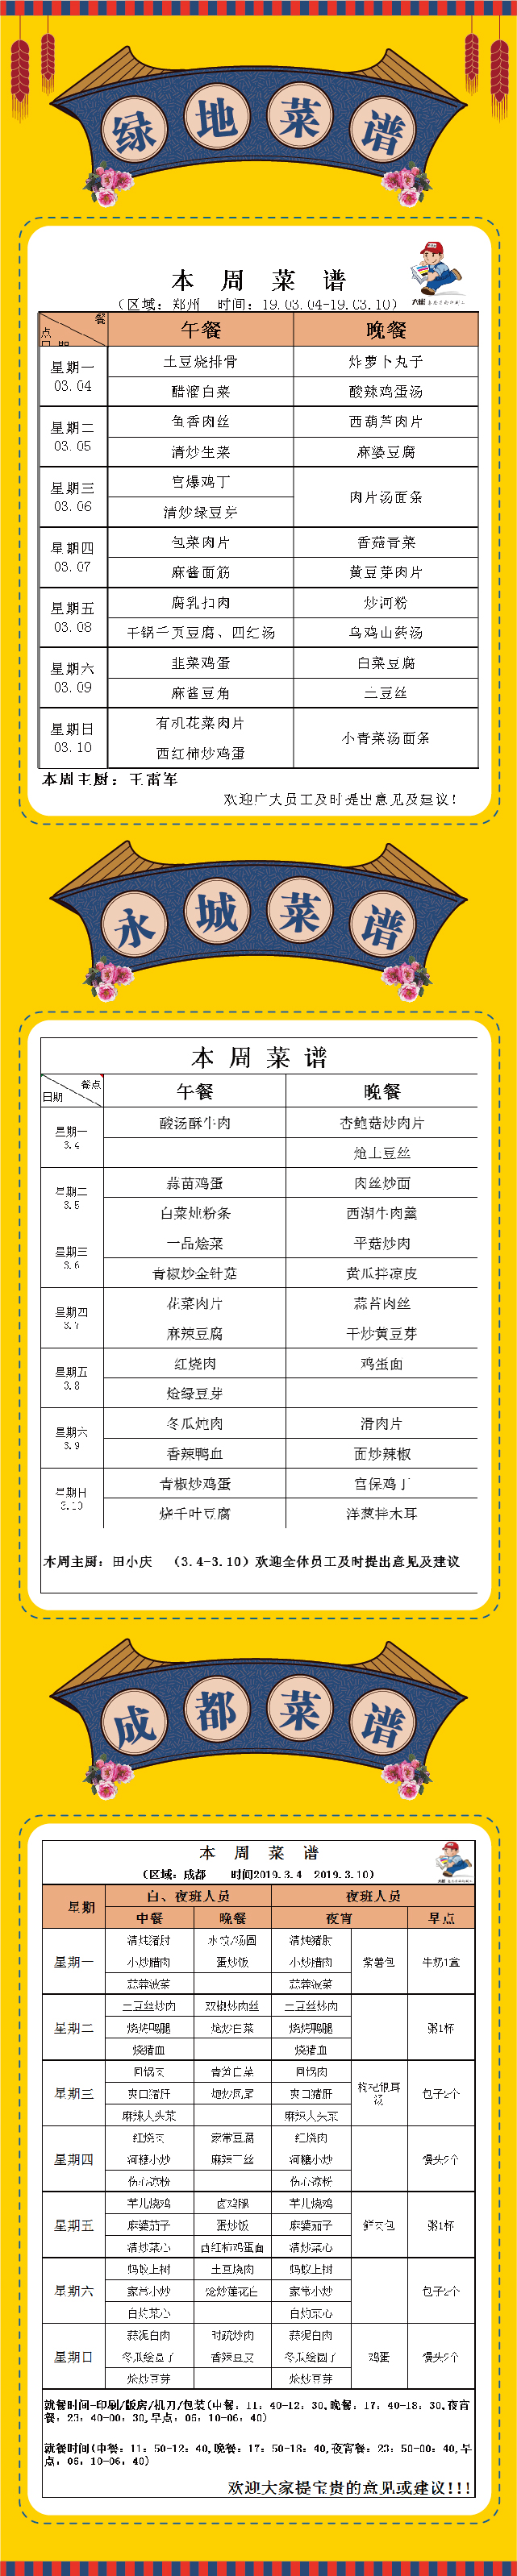 绿地菜谱
本 周 菜 谱
（区域：郑州 时间：19.03.04-19.03.10）
餐点
日期
午餐 晚餐
星期一 03.04
土豆烧排骨 炸萝卜丸子
醋溜白菜 酸辣鸡蛋汤
星期二 03.05
鱼香肉丝 西葫芦肉片
清炒生菜 麻婆豆腐
星期三 03.06
宫爆鸡丁 肉片汤面条
清炒绿豆芽
星期四 03.07
包菜肉片 香菇青菜
麻酱面筋 黄豆芽肉片
星期五 03.08
腐乳扣肉 炒河粉
干锅千页豆腐、四红汤 乌鸡山药汤
星期六 03.09
韭菜鸡蛋 白菜豆腐
麻酱豆角 土豆丝
星期日 03.10
有机花菜肉片 小青菜汤面条
西红柿炒鸡蛋
本周主厨：王雷军
欢迎广大员工及时提出意见及建议！
永城菜谱
本 周 菜 谱
餐点
日期
午餐 晚餐
星期一 3.4
酸汤酥牛肉 杏鲍菇炒肉片
炝土豆丝
星期二 3.5
蒜苗鸡蛋 肉丝炒面
白菜炖粉条 西湖牛肉羹
星期三 3.6
一品烩菜 平菇炒肉
青椒炒金针菇 黄瓜拌凉皮
星期四 3.7
花菜肉片 蒜苔肉丝
麻辣豆腐 干炒黄豆芽
星期五 3.8
红烧肉 鸡蛋面
炝绿豆芽
星期六 3.9
冬瓜炖肉 滑肉片
香辣鸭血 面炒辣椒
星期日 3.10
青椒炒鸡蛋 宫保鸡丁
烧千叶豆腐 洋葱拌木耳
本周主厨：田小庆 （3.4-3.10）欢迎全体员工及时提出意见及建议
成都菜谱
本 周 菜 谱
（区域：成都 时间2019.3.4 2019.3.10）
星期 白、夜班人员 夜班人员
中餐 晚餐 夜宵 早点
星期一
清炖猪肘 水饺/汤圆 清炖猪肘
小炒腊肉 蛋炒饭 小炒腊肉 紫薯包 牛奶1盒
蒜蓉波菜 蒜蓉波菜
星期二
土豆丝炒肉 双椒炒肉丝 土豆丝炒肉
烧烤鸭腿 炝炒白菜 烧烤鸭腿 粥1杯
烧猪血 烧猪血
星期三
回锅肉 青笋白菜 回锅肉
爽口猪肝 炝炒凤尾 爽口猪肝 枸杞银耳汤 包子2个
麻辣大头菜 麻辣大头菜
星期四
红烧肉 家常豆腐 红烧肉
河粮小炒 麻辣三丝 河粮小炒 馒头2个
伤心凉粉 伤心凉粉
星期五
芋儿烧鸡 卤鸡腿 芋儿烧鸡
麻婆茄子 蛋炒饭 麻婆茄子 鲜肉包 粥1杯
清炒菜心 西红柿鸡蛋面 清炒菜心
星期六
蚂蚁上树 土豆烧肉 蚂蚁上树
家常小炒 炝炒莲花白 家常小炒 包子2个
白灼菜心 白灼菜心
星期日
蒜泥白肉 时蔬炒肉 蒜泥白肉
冬瓜烩圆子 香辣豆皮 冬瓜烩圆子 鸡蛋 馒头2个
炝炒豆芽 炝炒豆芽
就餐时间-印刷/版房/机刀/包装(中餐：11：40-12：30,晚餐：17：40-18：30,夜宵
餐：23：40-00：30,早点：06：10-06：40）
就餐时间(中餐：11：50-12：40,晚餐：17：50-18：40,夜宵餐：23：50-00：40,早
点：06：10-06：40）
欢迎大家提宝贵的意见或建议!!!